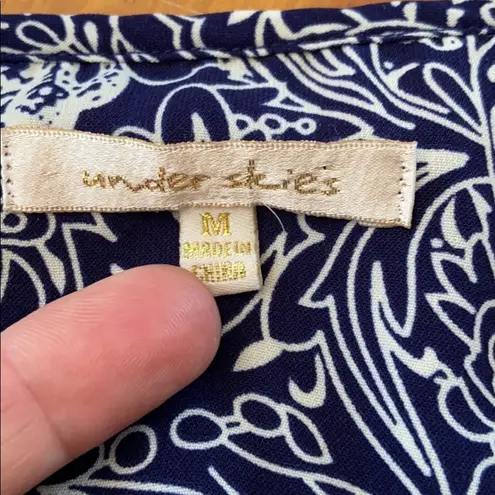 under skies
M
MADE IN
CHINA